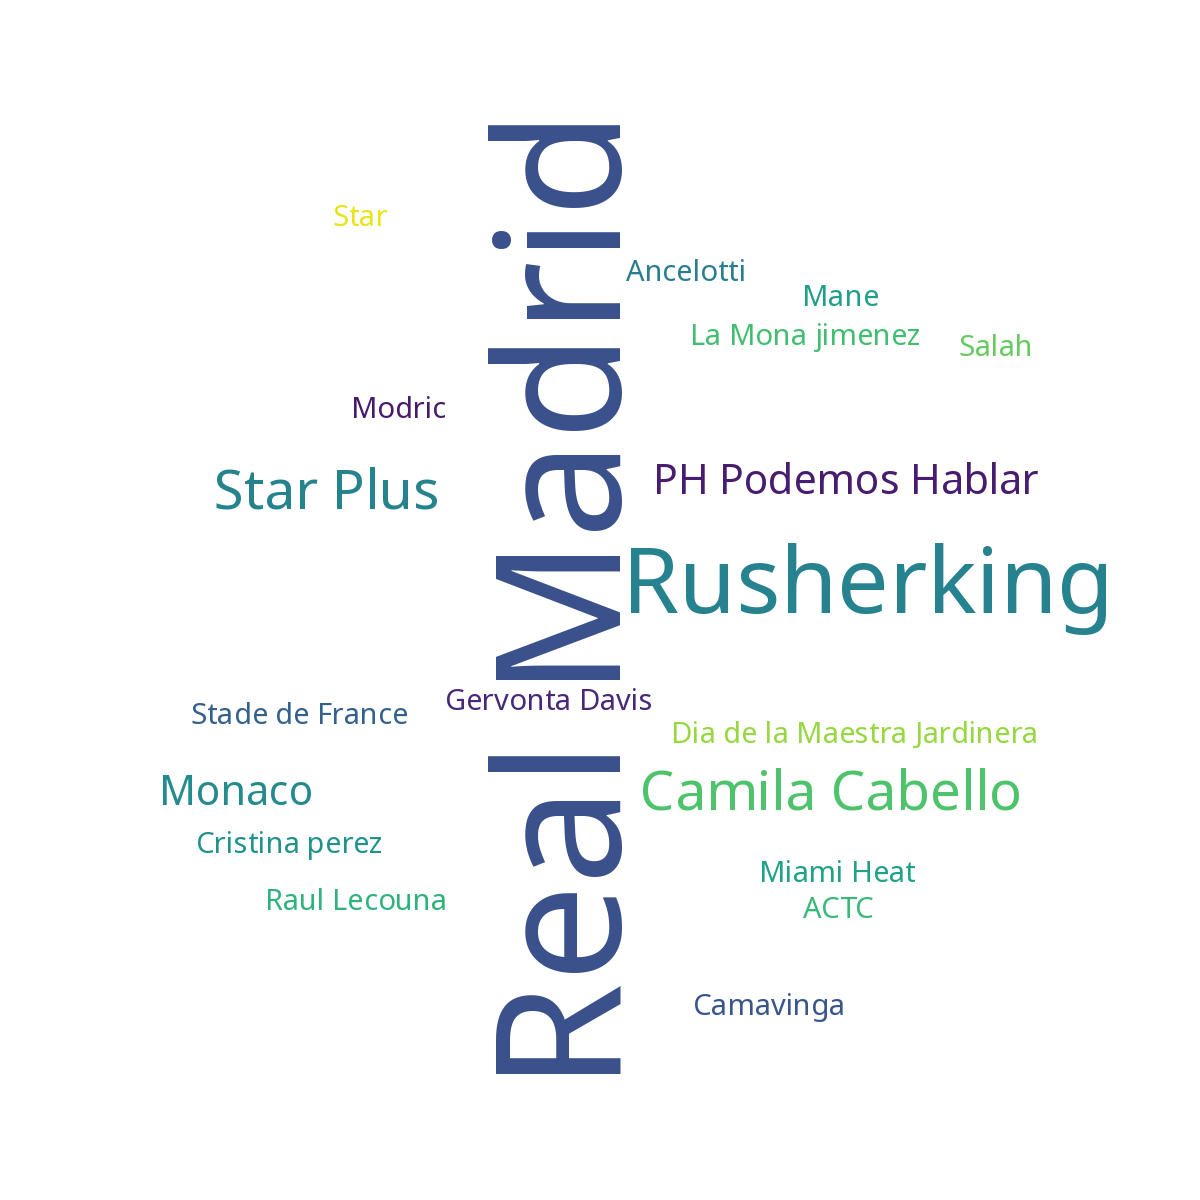 Star
Ancelotti
Mane
La Mona jimenez
Salah
Modric
Star Plus
PH Podemos Hablar
Real Madrid
Rusherking
Gervonta Davis
Stade de France
Dia de la Maestra Jardinera
Monaco
Camila Cabello
Cristina perez
Miami Heat
Raul Lecouna
ACTC
Camavinga